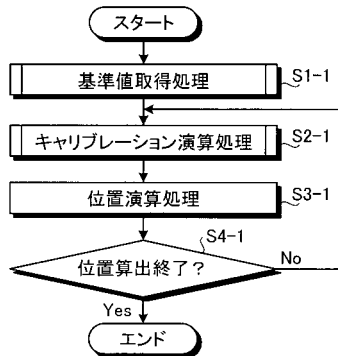 スタート
基準値取得処理
S1-1
キャリブレーション演算処理
S2-1
位置演算処理
S3-1
S4-1
位置算出終了？
No
Yes
エンド